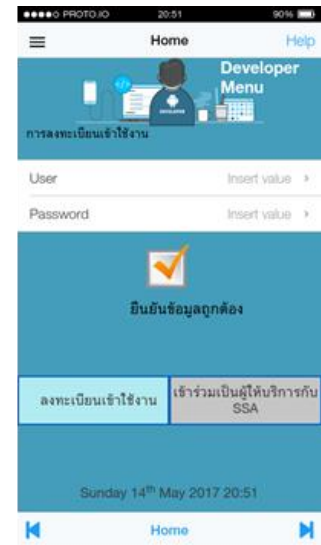 ●●●●○ PROTO.IO 20:51 90%
Home Help
Developer
Menu
DEVELOPER
การลงทะเบียนเข้าใช้งาน
User Insert value
Password Insert value
ยืนยันข้อมูลถูกต้อง
ลงทะเบียนเข้าใช้งาน
เข้าร่วมเป็นผู้ให้บริการกับ
SSA
Sunday 14th May 2017 20:51
Home